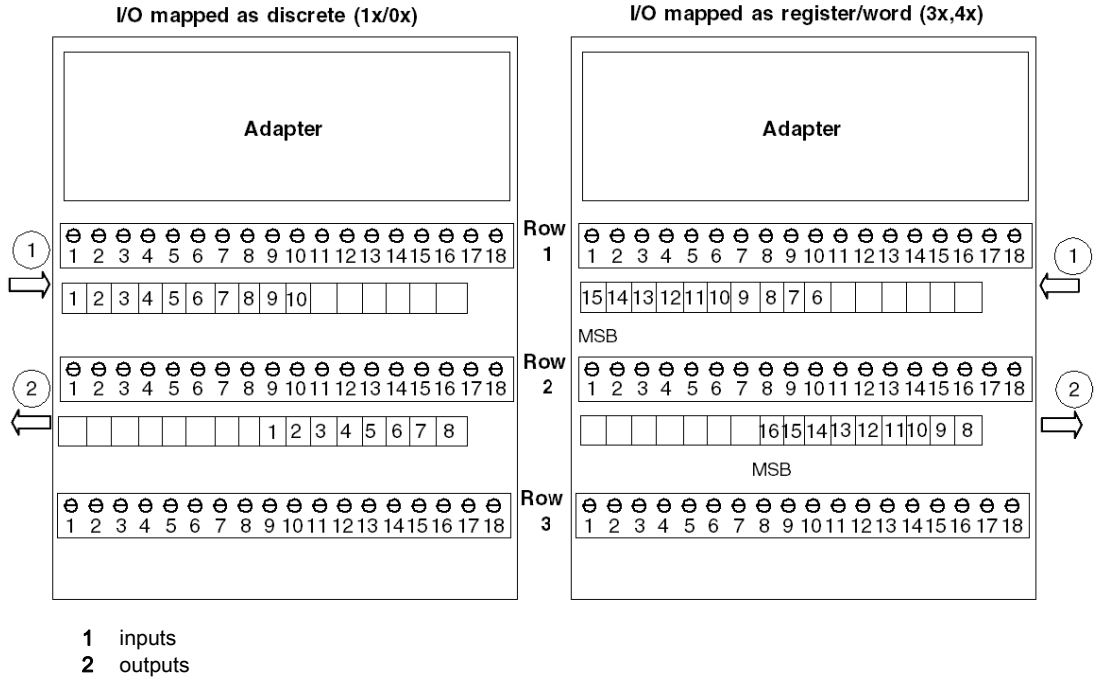 I/O mapped as discrete (1x/0x)
I/O mapped as register/word (3x,4x)
Adapter
Adapter
Row 1
1 2 3 4 5 6 7 8 9 10 11 12 13 14 15 16 17 18
1 2 3 4 5 6 7 8 9 10 11 12 13 14 15 16 17 18
1
1
1 2 3 4 5 6 7 8 9 10
15 14 13 12 11 10 9 8 7 6
MSB
Row 2
1 2 3 4 5 6 7 8 9 10 11 12 13 14 15 16 17 18
1 2 3 4 5 6 7 8 9 10 11 12 13 14 15 16 17 18
2
2
1 2 3 4 5 6 7 8
16 15 14 13 12 11 10 9 8
MSB
Row 3
1 2 3 4 5 6 7 8 9 10 11 12 13 14 15 16 17 18
1 2 3 4 5 6 7 8 9 10 11 12 13 14 15 16 17 18
1 inputs
2 outputs